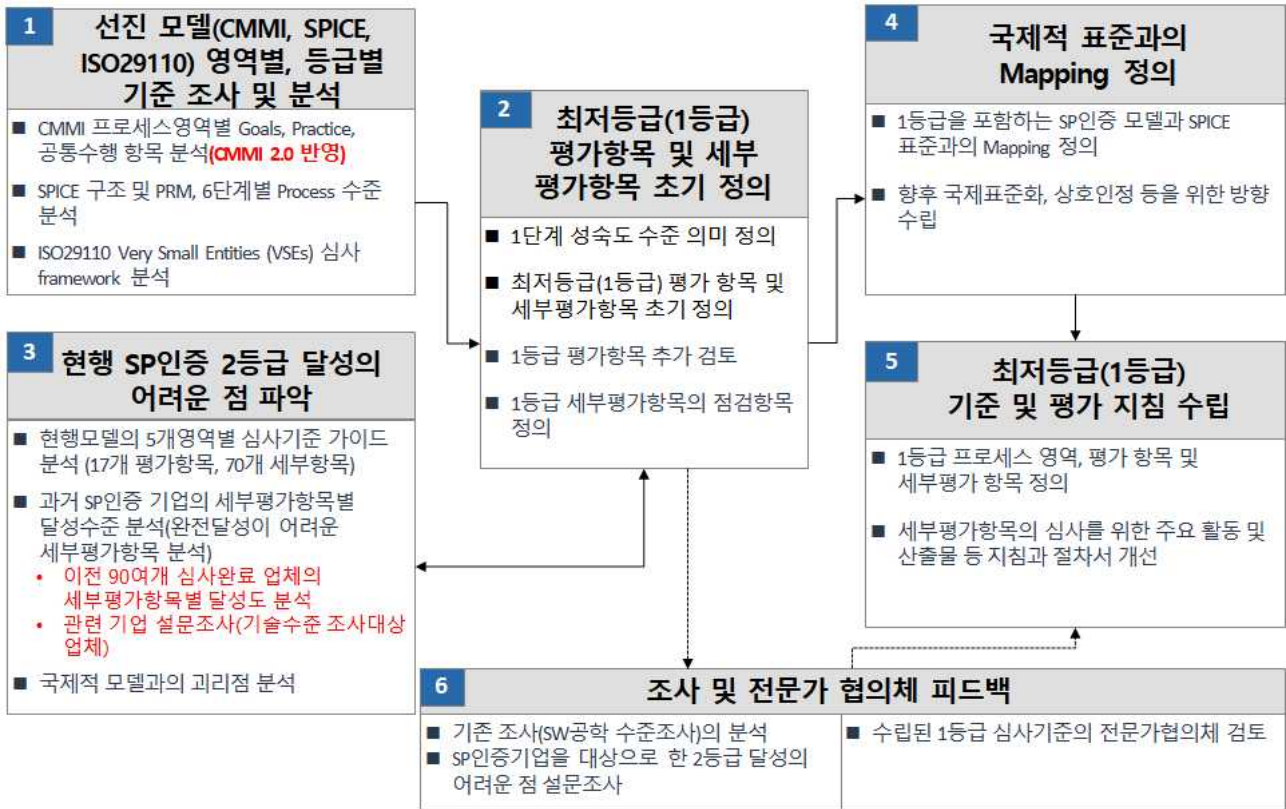 1
선진 모델(CMMI, SPICE,
ISO29110) 영역별, 등급별
기준 조사 및 분석
■ CMMI 프로세스영역별 Goals, Practice,
공통수행 항목 분석(CMMI 2.0 반영)
■ SPICE 구조 및 PRM, 6단계별 Process 수준
분석
■ ISO29110 Very Small Entities (VSEs) 심사
framework 분석
2
최저등급(1등급)
평가항목 및 세부
평가항목 초기 정의
■ 1단계 성숙도 수준 의미 정의
■ 최저등급(1등급) 평가 항목 및
세부평가항목 초기 정의
■ 1등급 평가항목 추가 검토
■ 1등급 세부평가항목의 점검항목
정의
3
현행 SP인증 2등급 달성의
어려운 점 파악
■ 현행모델의 5개영역별 심사기준 가이드
분석 (17개 평가항목, 70개 세부항목)
■ 과거 SP인증 기업의 세부평가항목별
달성수준 분석(완전달성이 어려운
세부평가항목 분석)
• 이전 90여개 심사완료 업체의
세부평가항목별 달성도 분석
• 관련 기업 설문조사(기술수준 조사대상
업체)
■ 국제적 모델과의 괴리점 분석
4
국제적 표준과의
Mapping 정의
■ 1등급을 포함하는 SP인증 모델과 SPICE
표준과의 Mapping 정의
■ 향후 국제표준화, 상호인정 등을 위한 방향
수립
5
최저등급(1등급)
기준 및 평가 지침 수립
■ 1등급 프로세스 영역, 평가 항목 및
세부평가 항목 정의
■ 세부평가항목의 심사를 위한 주요 활동 및
산출물 등 지침과 절차서 개선
6
조사 및 전문가 협의체 피드백
■ 기존 조사(SW공학 수준조사)의 분석
■ SP인증기업을 대상으로 한 2등급 달성의
어려운 점 설문조사
■ 수립된 1등급 심사기준의 전문가협의체 검토